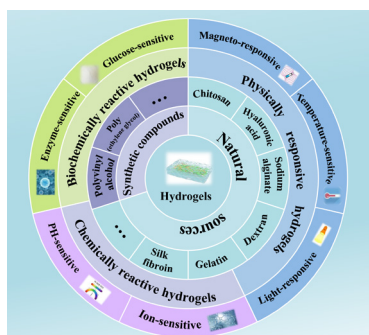 Glucose-sensitive
Magneto-responsive
Enzyme-sensitive
Temperature-sensitive
Biochemically reactive hydrogels
Physically responsive hydrogels
...
Poly
(ethylene glycol)
Polyvinyl
alcohol
Synthetic compounds
Chitosan
Hyaluronic
acid
Sodium
alginate
Natural sources
Hydrogels
Dextran
Gelatin
Silk
fibroin
...
Chemically reactive hydrogels
PH-sensitive
Ion-sensitive
Light-responsive